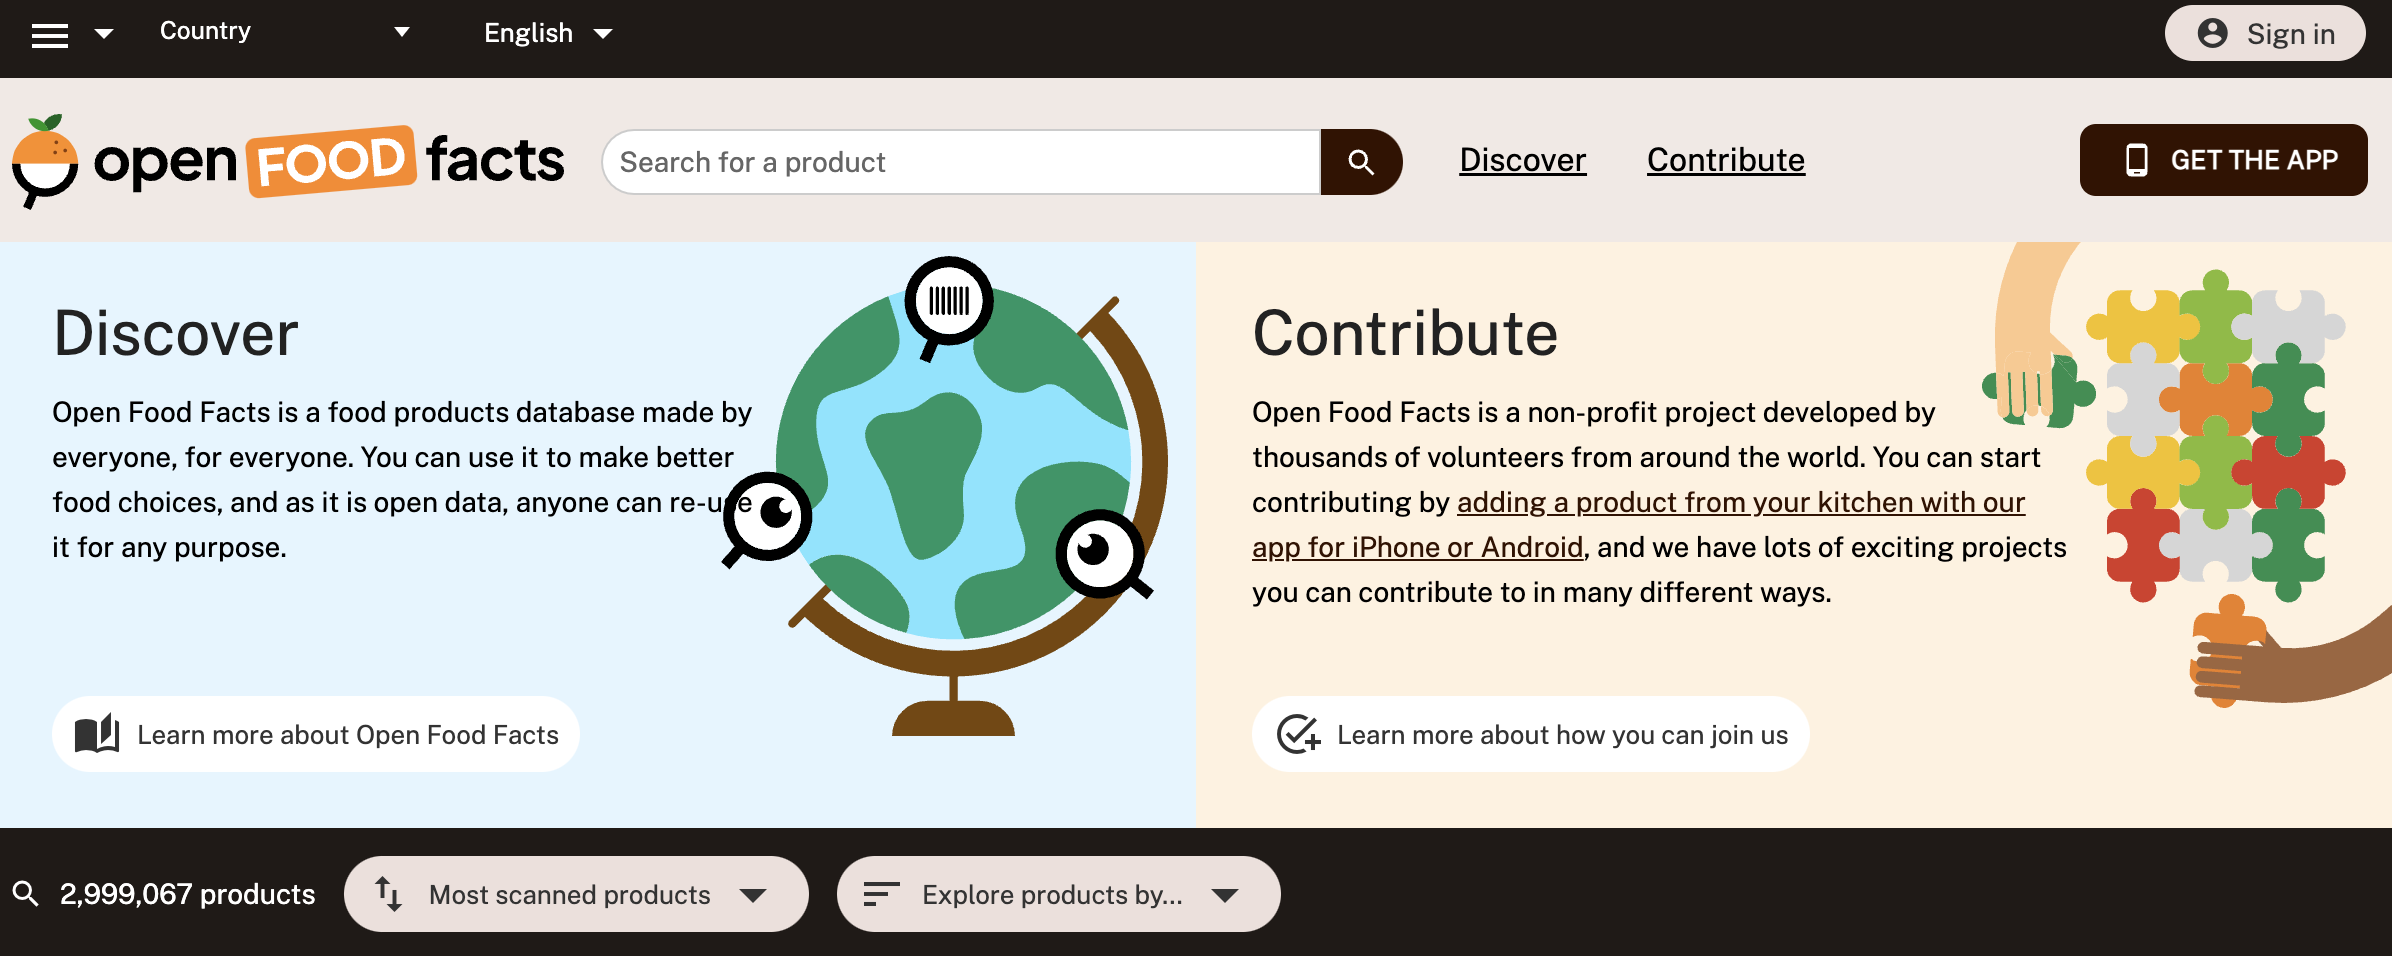 Country
English
Sign in
open FOOD facts
Search for a product
Discover
Contribute
GET THE APP
Discover
Open Food Facts is a food products database made by
everyone, for everyone. You can use it to make better
food choices, and as it is open data, anyone can re-use
it for any purpose.
Learn more about Open Food Facts
Contribute
Open Food Facts is a non-profit project developed by
thousands of volunteers from around the world. You can start
contributing by adding a product from your kitchen with our
app for iPhone or Android, and we have lots of exciting projects
you can contribute to in many different ways.
Learn more about how you can join us
2,999,067 products
Most scanned products
Explore products by...